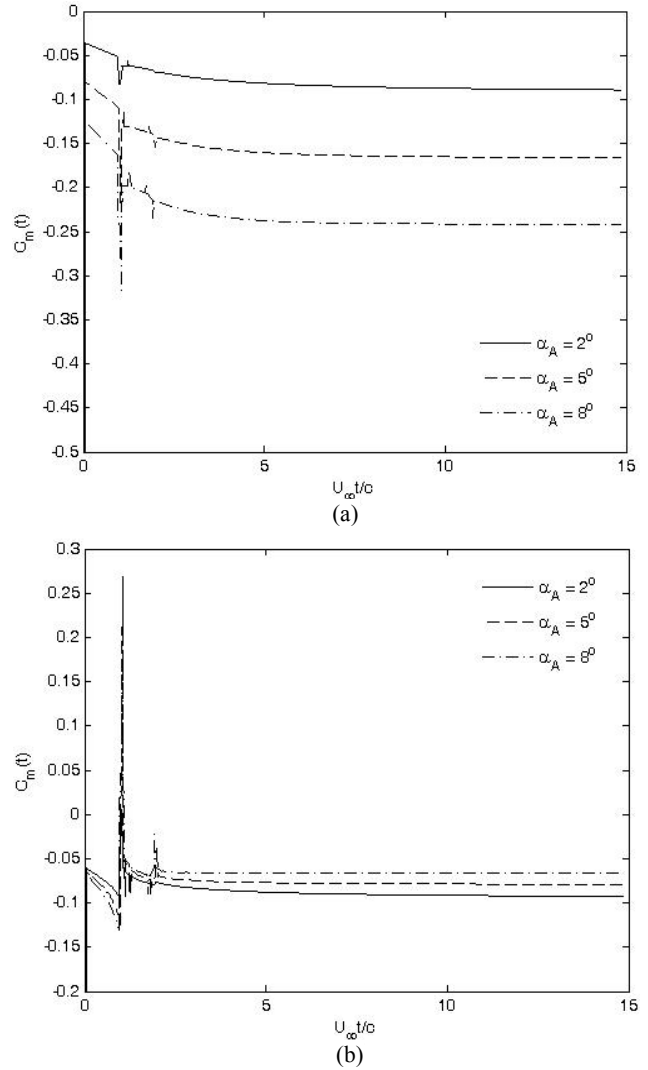 0
-0.05
-0.1
-0.15
-0.2
-0.25
-0.3
-0.35
-0.4
-0.45
-0.5
C_m(t)
α_A = 2°
α_A = 5°
α_A = 8°
0 5 10 15
U_∞t/c
(a)
0.3
0.25
0.2
0.15
0.1
0.05
0
-0.05
-0.1
-0.15
-0.2
C_m(t)
α_A = 2°
α_A = 5°
α_A = 8°
0 5 10 15
U_∞t/c
(b)